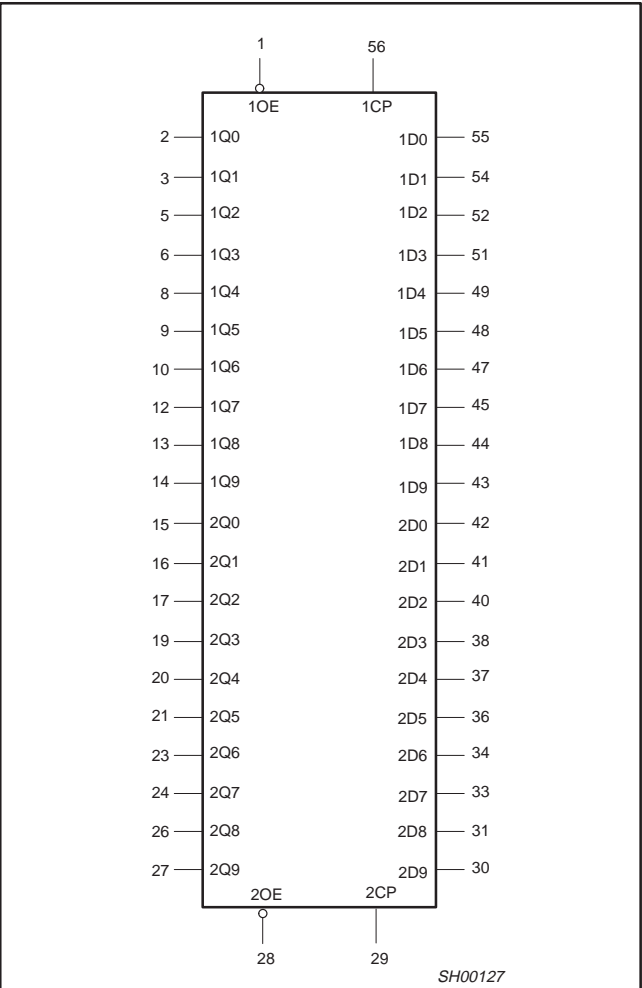 1 56
1OE 1CP
2 1Q0 1D0 55
3 1Q1 1D1 54
5 1Q2 1D2 52
6 1Q3 1D3 51
8 1Q4 1D4 49
9 1Q5 1D5 48
10 1Q6 1D6 47
12 1Q7 1D7 45
13 1Q8 1D8 44
14 1Q9 1D9 43
15 2Q0 2D0 42
16 2Q1 2D1 41
17 2Q2 2D2 40
19 2Q3 2D3 38
20 2Q4 2D4 37
21 2Q5 2D5 36
23 2Q6 2D6 34
24 2Q7 2D7 33
26 2Q8 2D8 31
27 2Q9 2D9 30
2OE 2CP
28 29
SH00127